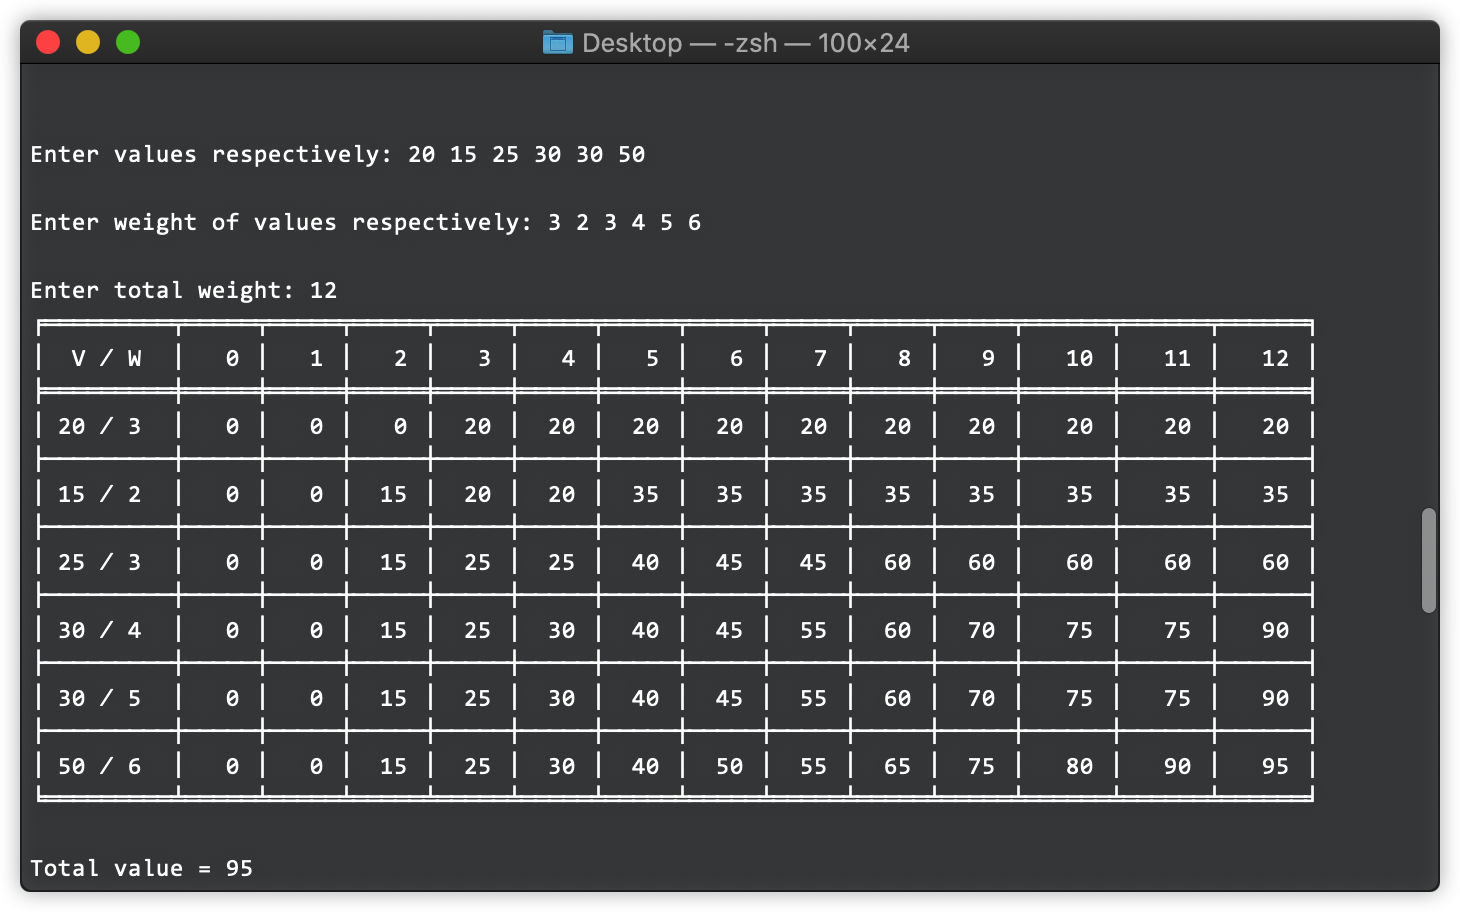 Desktop — -zsh — 100×24
Enter values respectively: 20 15 25 30 30 50
Enter weight of values respectively: 3 2 3 4 5 6
Enter total weight: 12
V / W | 0 | 1 | 2 | 3 | 4 | 5 | 6 | 7 | 8 | 9 | 10 | 11 | 12
20 / 3 | 0 | 0 | 0 | 20 | 20 | 20 | 20 | 20 | 20 | 20 | 20 | 20 | 20
15 / 2 | 0 | 0 | 15 | 20 | 20 | 35 | 35 | 35 | 35 | 35 | 35 | 35 | 35
25 / 3 | 0 | 0 | 15 | 25 | 25 | 40 | 45 | 45 | 60 | 60 | 60 | 60 | 60
30 / 4 | 0 | 0 | 15 | 25 | 30 | 40 | 45 | 55 | 60 | 70 | 75 | 75 | 90
30 / 5 | 0 | 0 | 15 | 25 | 30 | 40 | 45 | 55 | 60 | 70 | 75 | 75 | 90
50 / 6 | 0 | 0 | 15 | 25 | 30 | 40 | 50 | 55 | 65 | 75 | 80 | 90 | 95
Total value = 95